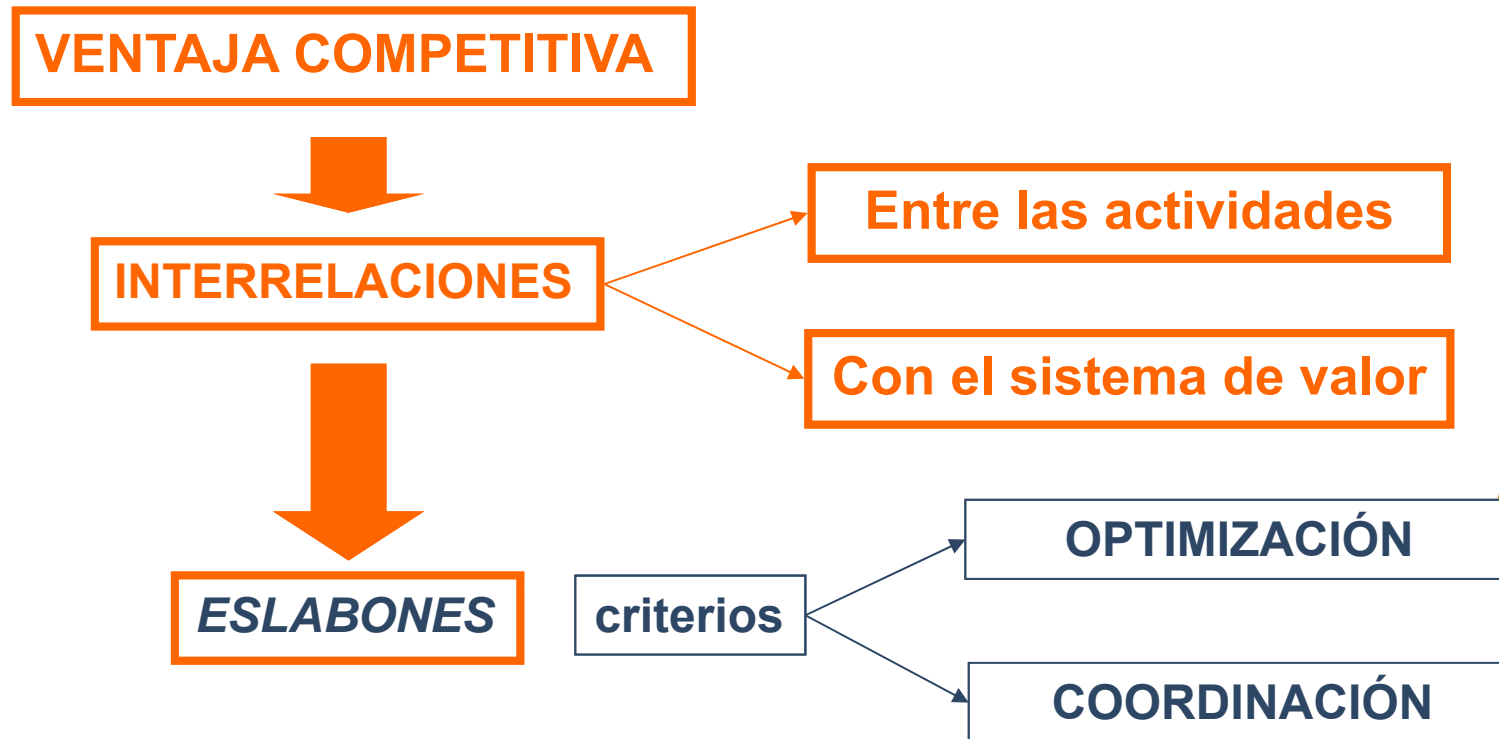 VENTAJA COMPETITIVA
INTERRELACIONES
Entre las actividades
Con el sistema de valor
ESLABONES
criterios
OPTIMIZACIÓN
COORDINACIÓN